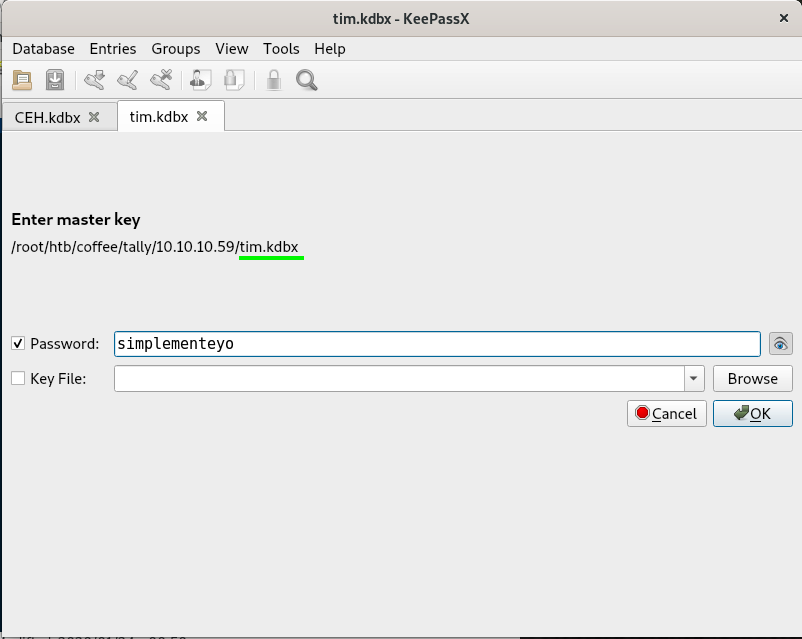 tim.kdbx - KeePassX
Database Entries Groups View Tools Help
CEH.kdbx tim.kdbx
Enter master key
/root/htb/coffee/tally/10.10.10.59/tim.kdbx
Password: simplementeyo
Key File: Browse
Cancel OK